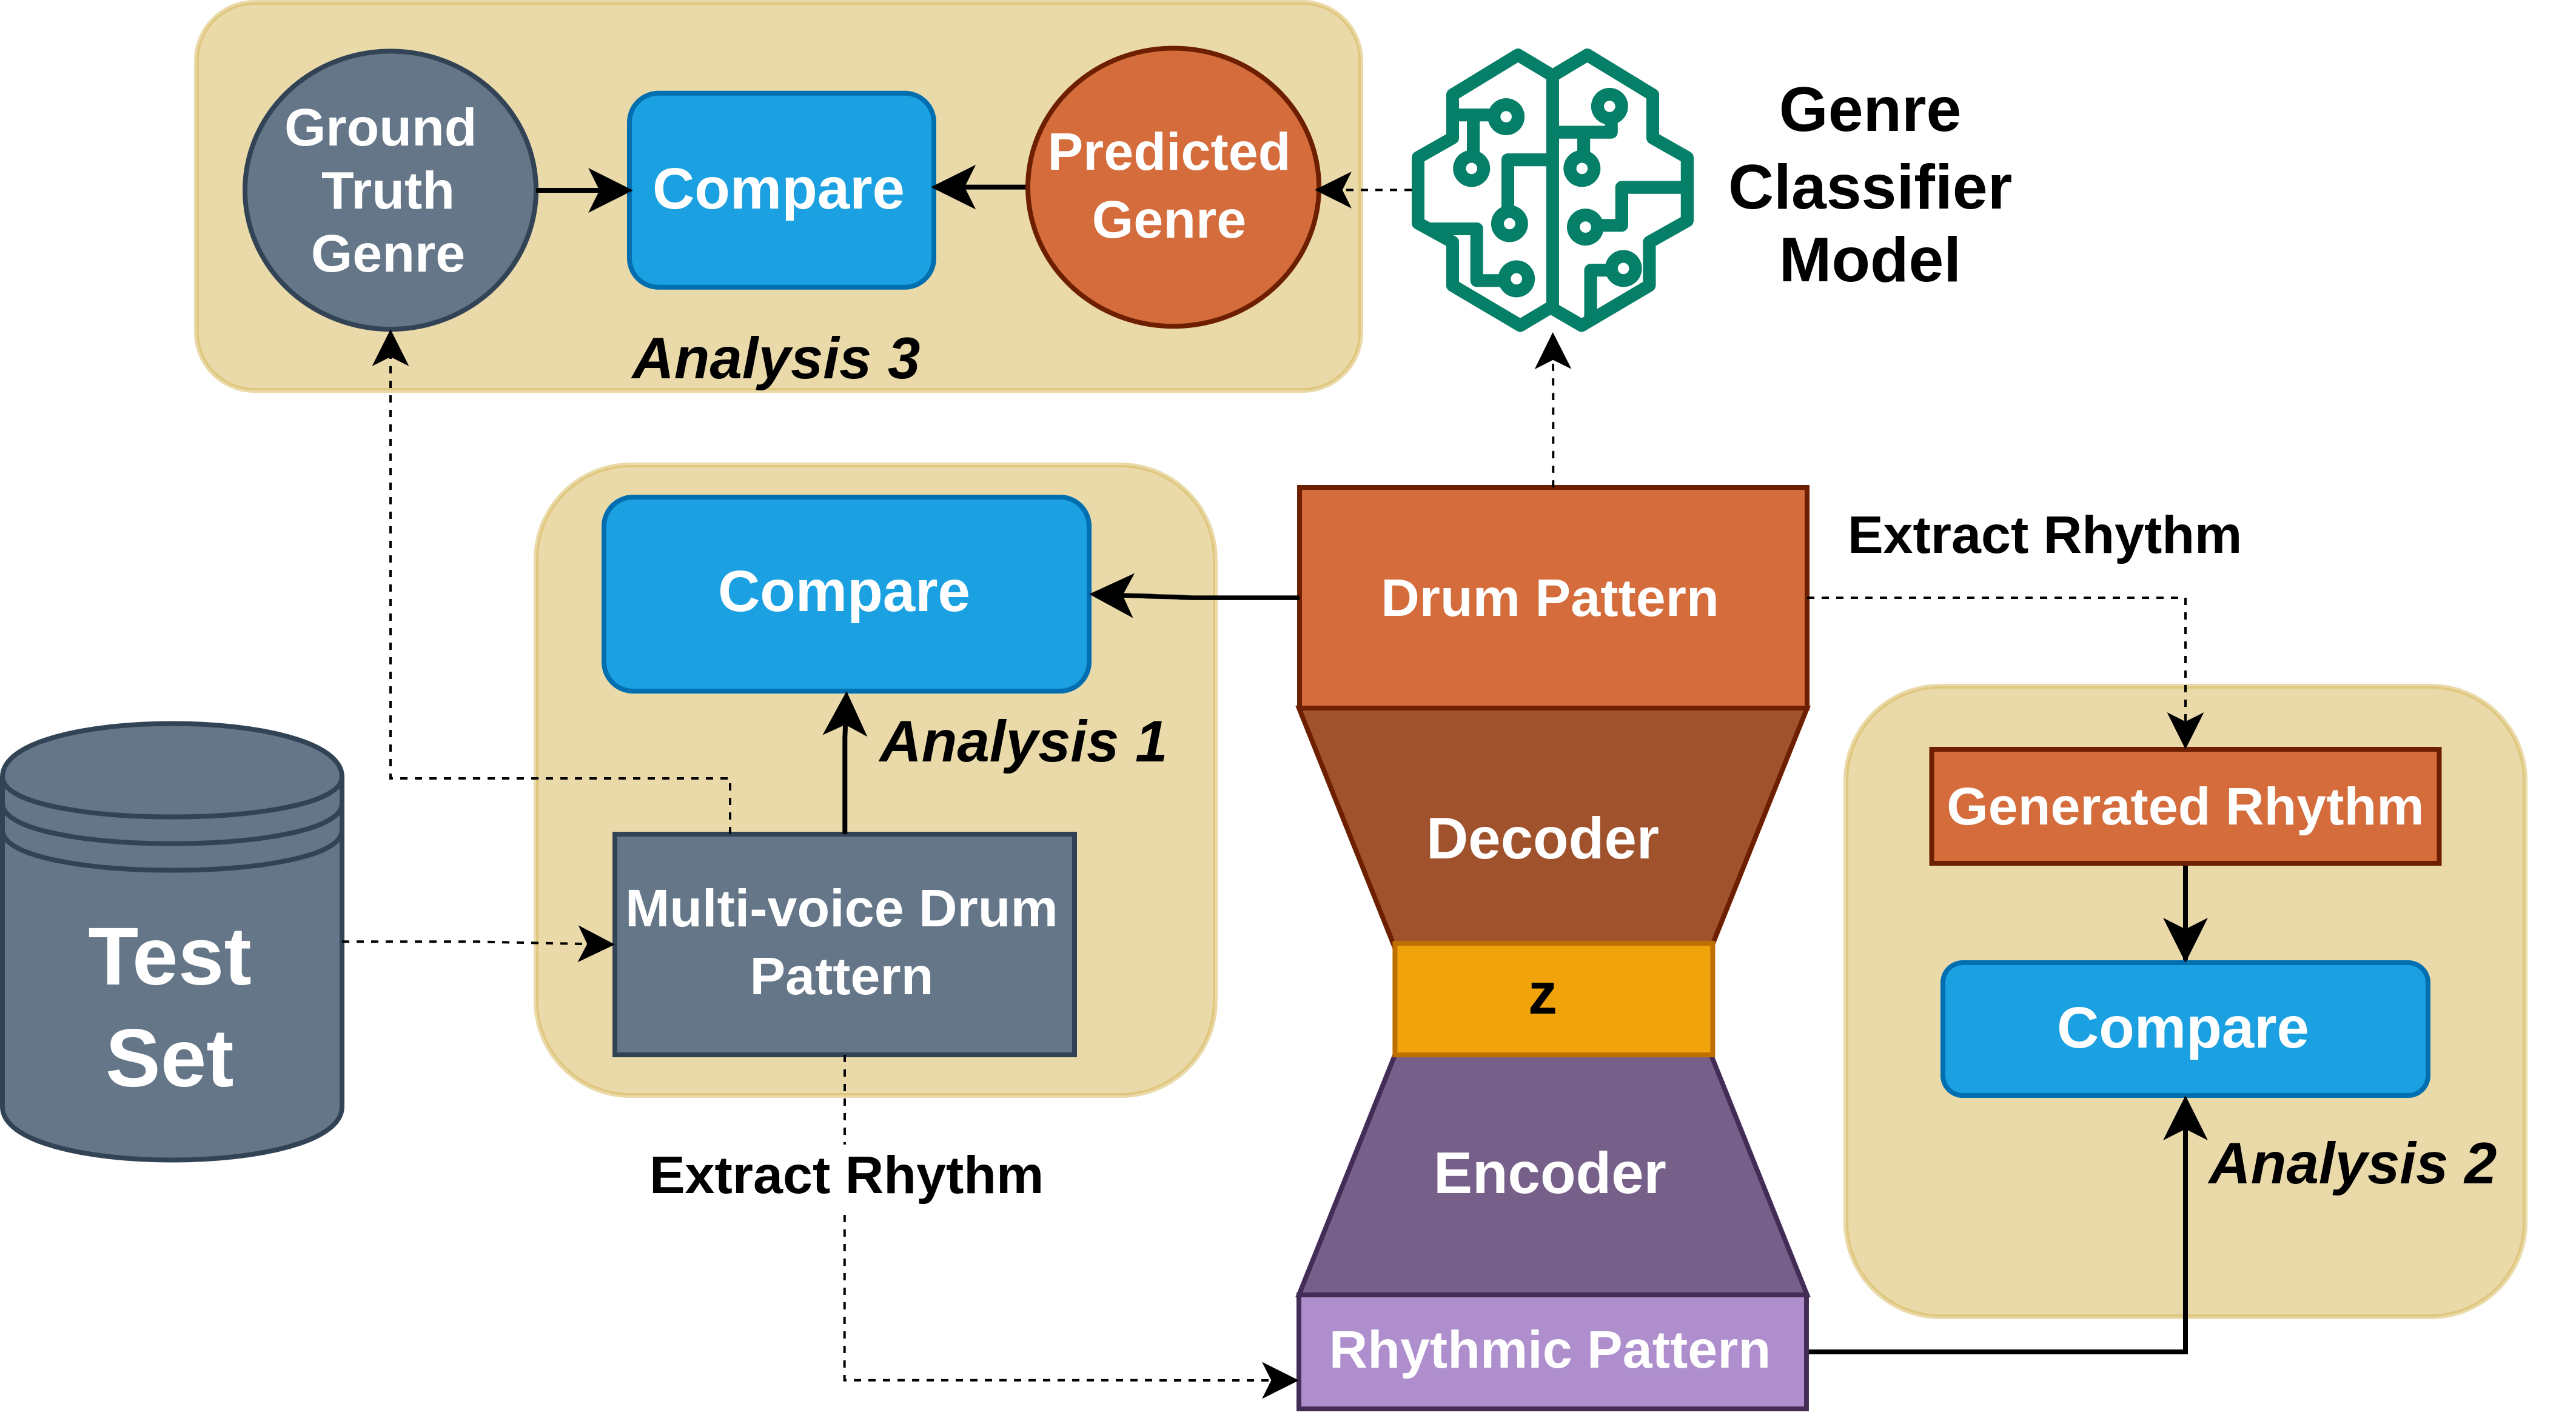 Ground
Truth
Genre
Compare
Predicted
Genre
Analysis 3
Genre
Classifier
Model
Compare
Analysis 1
Multi-voice Drum
Pattern
Test
Set
Extract Rhythm
Drum Pattern
Decoder
z
Encoder
Rhythmic Pattern
Extract Rhythm
Generated Rhythm
Compare
Analysis 2